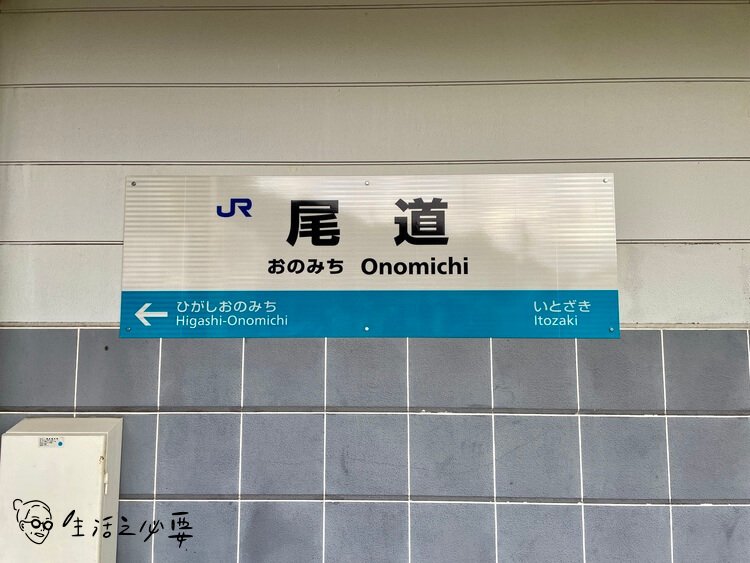 JR 尾道
おのみち Onomichi
ひがしおのみち
Higashi-Onomichi
いとざき
Itozaki
生活之必要